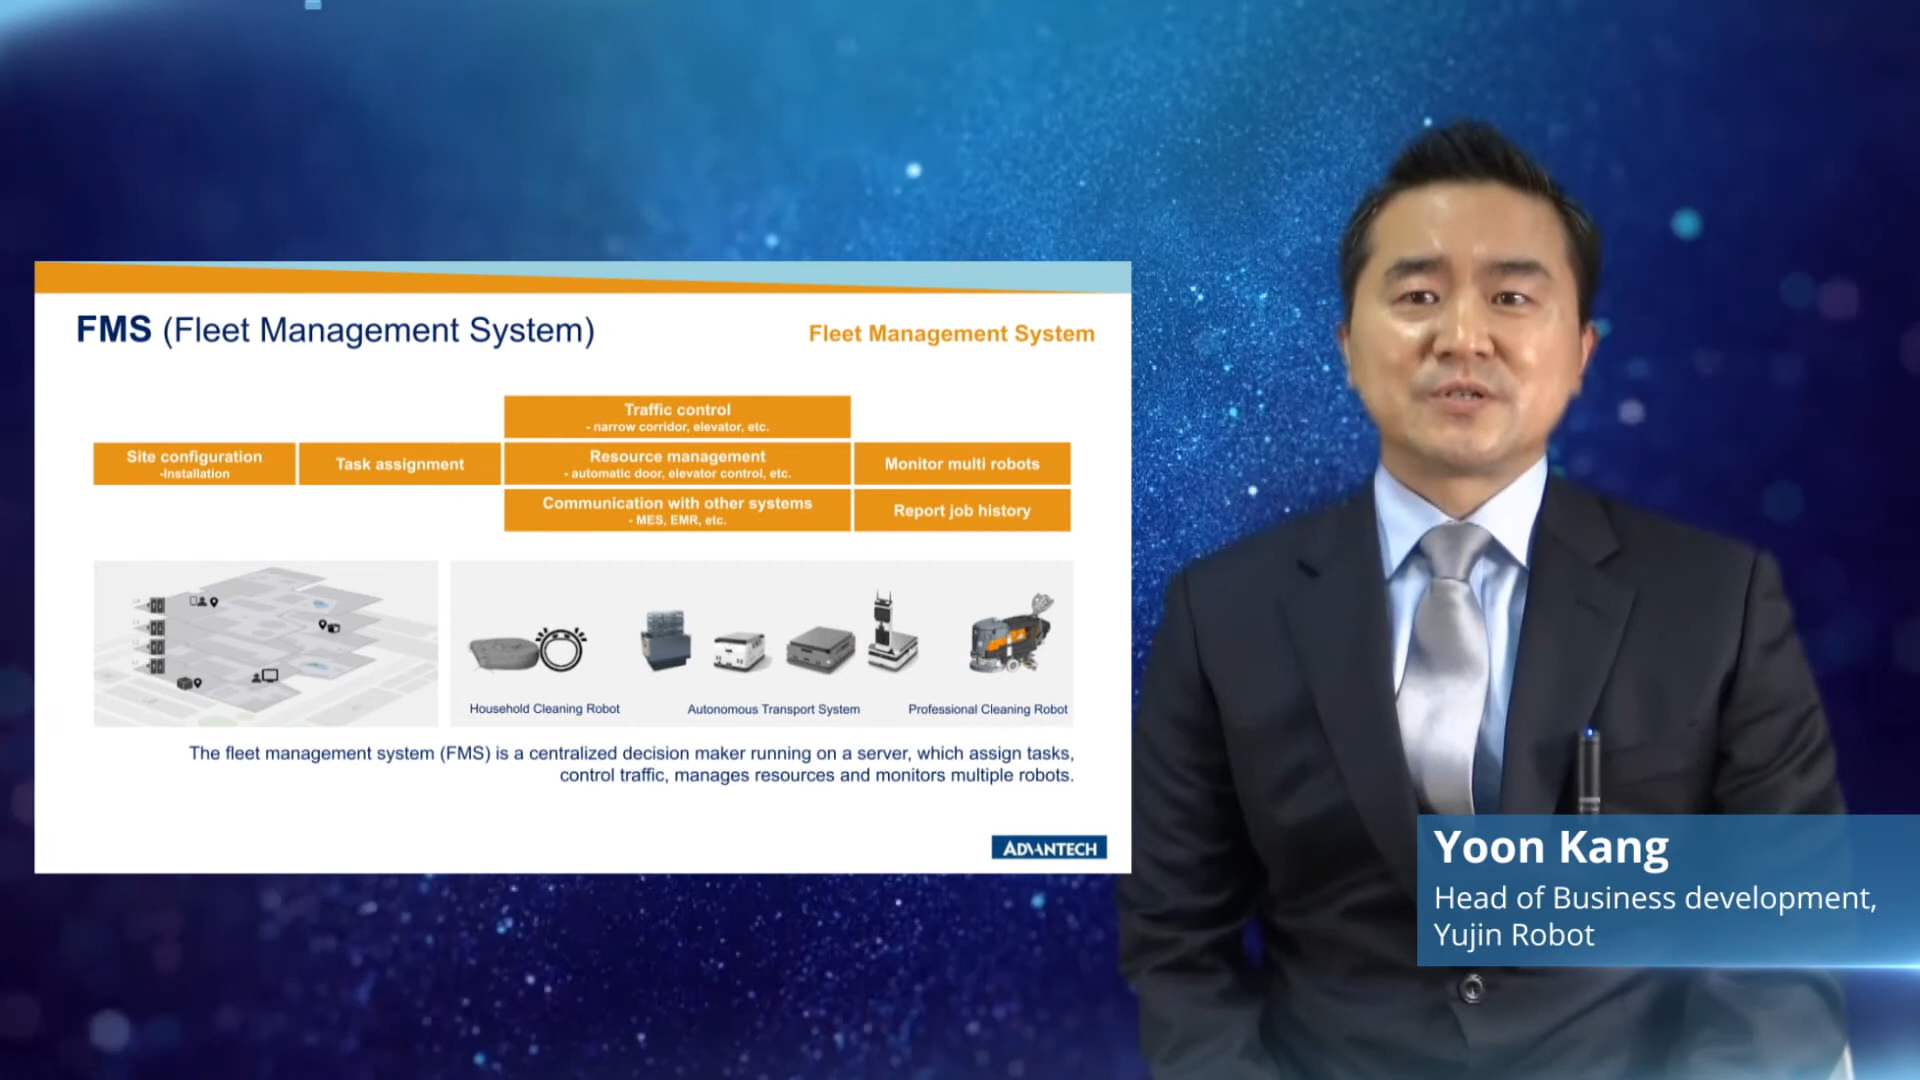 FMS (Fleet Management System)
Fleet Management System
Traffic control
- narrow corridor, elevator, etc.
Site configuration
-Installation
Task assignment
Resource management
- automatic door, elevator control, etc.
Monitor multi robots
Communication with other systems
- MES, EMR, etc.
Report job history
Household Cleaning Robot
Autonomous Transport System
Professional Cleaning Robot
The fleet management system (FMS) is a centralized decision maker running on a server, which assign tasks,
control traffic, manages resources and monitors multiple robots.
ADVANTECH
Yoon Kang
Head of Business development,
Yujin Robot